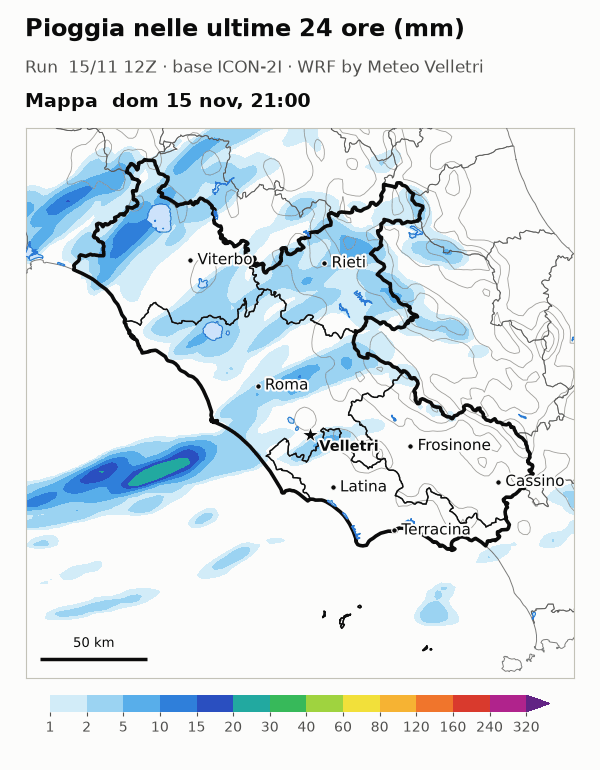 Pioggia nelle ultime 24 ore (mm)
Run 15/11 12Z · base ICON-2I · WRF by Meteo Velletri
Mappa dom 15 nov, 21:00
Viterbo
Rieti
Roma
Velletri
Frosinone
Cassino
Latina
Terracina
50 km
1 2 5 10 15 20 30 40 60 80 120 160 240 320